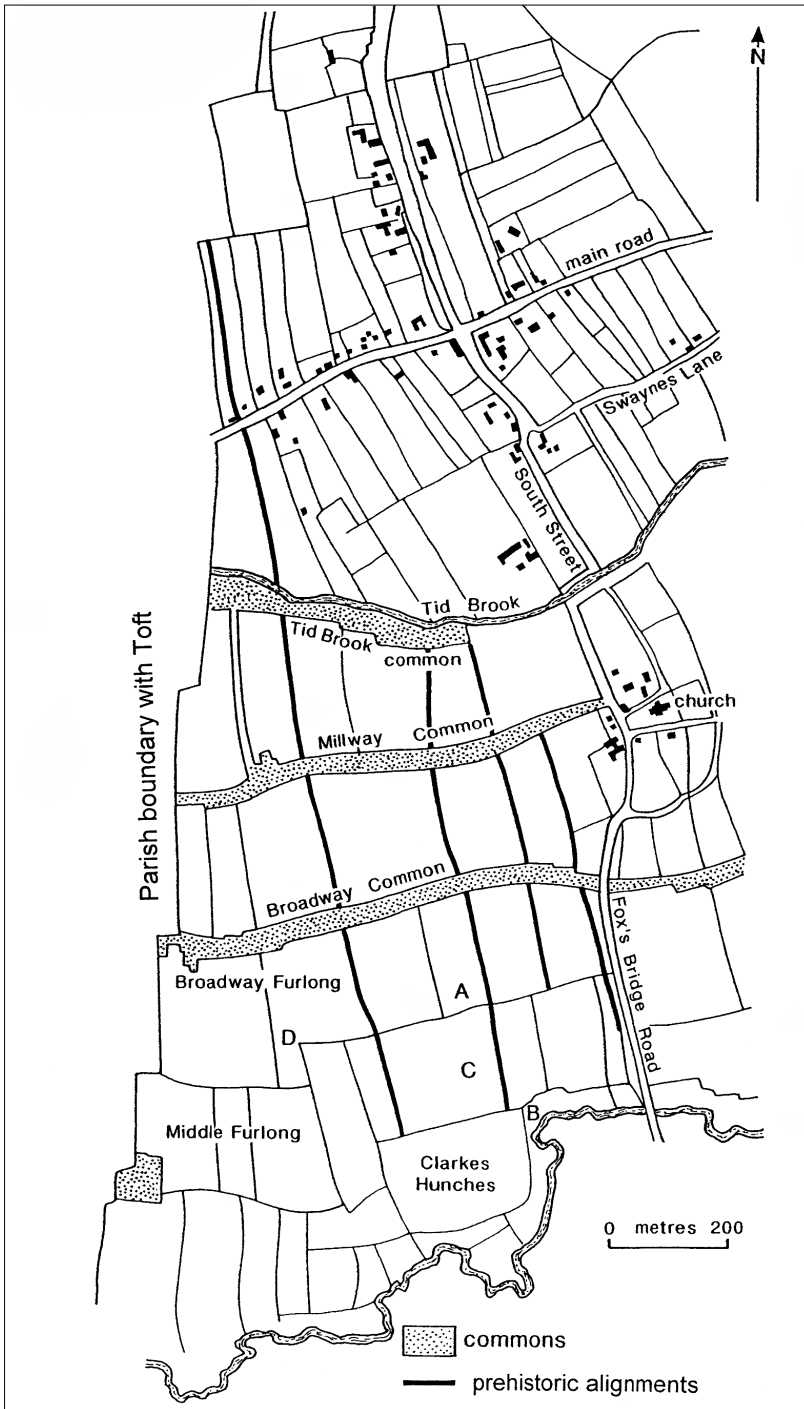 N
main road
Swaynes Lane
South Street
Tid Brook
Tid Brook
common
Parish boundary with Toft
church
Millway Common
Broadway Common
Fox's Bridge Road
Broadway Furlong
A
D
C
B
Middle Furlong
Clarkes
Hunches
0 metres 200
commons
prehistoric alignments